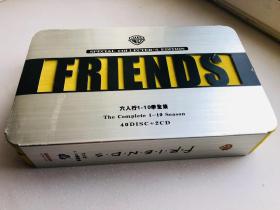 SPECIAL COLLECTOR'S EDITION
FRIENDS
六人行1-10季全集
The Complete 1-10 Season
40DISC+2CD
F·R·I·E·N·D·S